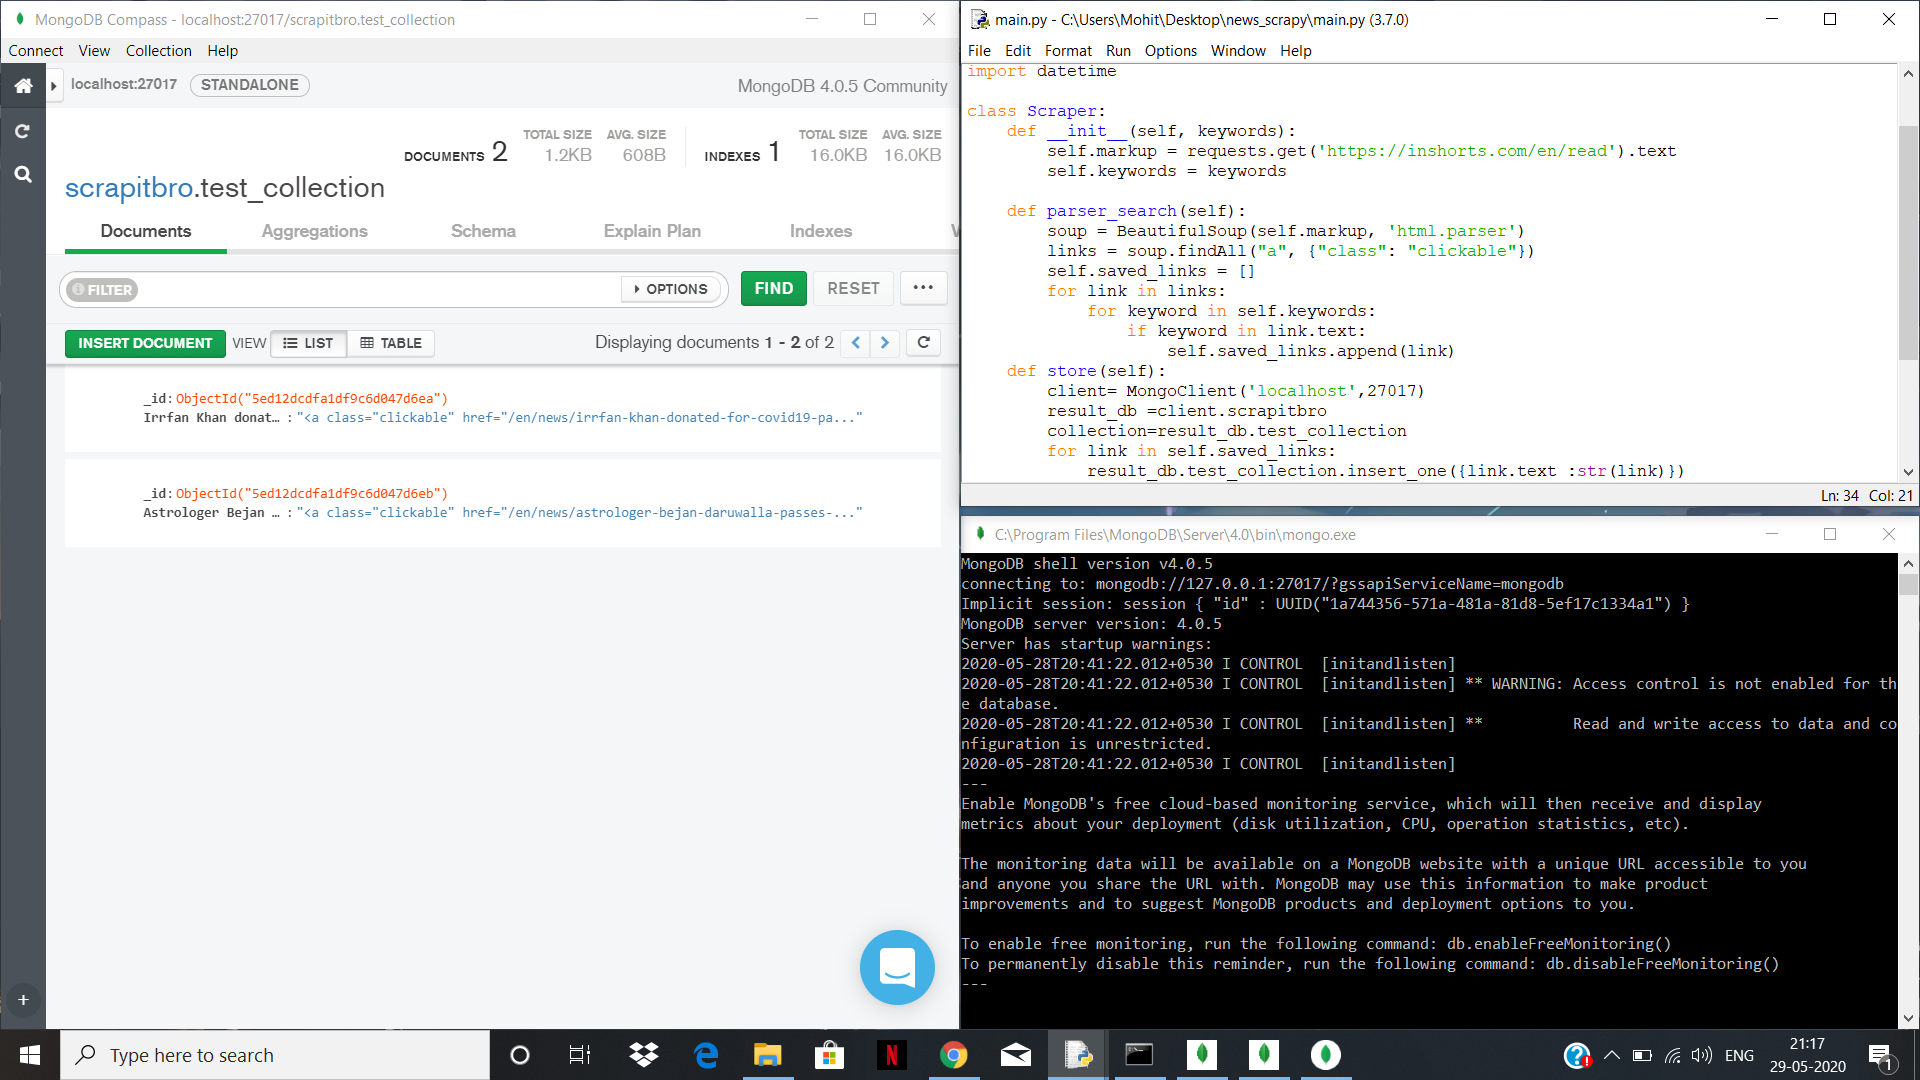 MongoDB Compass - localhost:27017/scrapitbro.test_collection
Connect View Collection Help
localhost:27017 STANDALONE
MongoDB 4.0.5 Community
DOCUMENTS 2 TOTAL SIZE 1.2KB AVG. SIZE 608B INDEXES 1 TOTAL SIZE 16.0KB AVG. SIZE 16.0KB
scrapitbro.test_collection
Documents Aggregations Schema Explain Plan Indexes
FILTER OPTIONS FIND RESET ...
INSERT DOCUMENT VIEW LIST TABLE Displaying documents 1 - 2 of 2
_id: ObjectId("5ed12dcdfa1df9c6d047d6ea")
Irrfan Khan donat… : "<a class="clickable" href="/en/news/irrfan-khan-donated-for-covid19-pa..."
_id: ObjectId("5ed12dcdfa1df9c6d047d6eb")
Astrologer Bejan … : "<a class="clickable" href="/en/news/astrologer-bejan-daruwalla-passes-..."
main.py - C:\Users\Mohit\Desktop\news_scrapy\main.py (3.7.0)
File Edit Format Run Options Window Help
import datetime
class Scraper:
    def __init__(self, keywords):
        self.markup = requests.get('https://inshorts.com/en/read').text
        self.keywords = keywords
    def parser_search(self):
        soup = BeautifulSoup(self.markup, 'html.parser')
        links = soup.findAll("a", {"class": "clickable"})
        self.saved_links = []
        for link in links:
            for keyword in self.keywords:
                if keyword in link.text:
                    self.saved_links.append(link)
    def store(self):
        client= MongoClient('localhost',27017)
        result_db =client.scrapitbro
        collection=result_db.test_collection
        for link in self.saved_links:
            result_db.test_collection.insert_one({link.text :str(link)})
Ln: 34 Col: 21
C:\Program Files\MongoDB\Server\4.0\bin\mongo.exe
MongoDB shell version v4.0.5
connecting to: mongodb://127.0.0.1:27017/?gssapiServiceName=mongodb
Implicit session: session { "id" : UUID("1a744356-571a-481a-81d8-5ef17c1334a1") }
MongoDB server version: 4.0.5
Server has startup warnings:
2020-05-28T20:41:22.012+0530 I CONTROL  [initandlisten]
2020-05-28T20:41:22.012+0530 I CONTROL  [initandlisten] ** WARNING: Access control is not enabled for th
e database.
2020-05-28T20:41:22.012+0530 I CONTROL  [initandlisten] **          Read and write access to data and co
nfiguration is unrestricted.
2020-05-28T20:41:22.012+0530 I CONTROL  [initandlisten]
---
Enable MongoDB's free cloud-based monitoring service, which will then receive and display
metrics about your deployment (disk utilization, CPU, operation statistics, etc).
The monitoring data will be available on a MongoDB website with a unique URL accessible to you
and anyone you share the URL with. MongoDB may use this information to make product
improvements and to suggest MongoDB products and deployment options to you.
To enable free monitoring, run the following command: db.enableFreeMonitoring()
To permanently disable this reminder, run the following command: db.disableFreeMonitoring()
---
Type here to search
ENG
21:17
29-05-2020
1